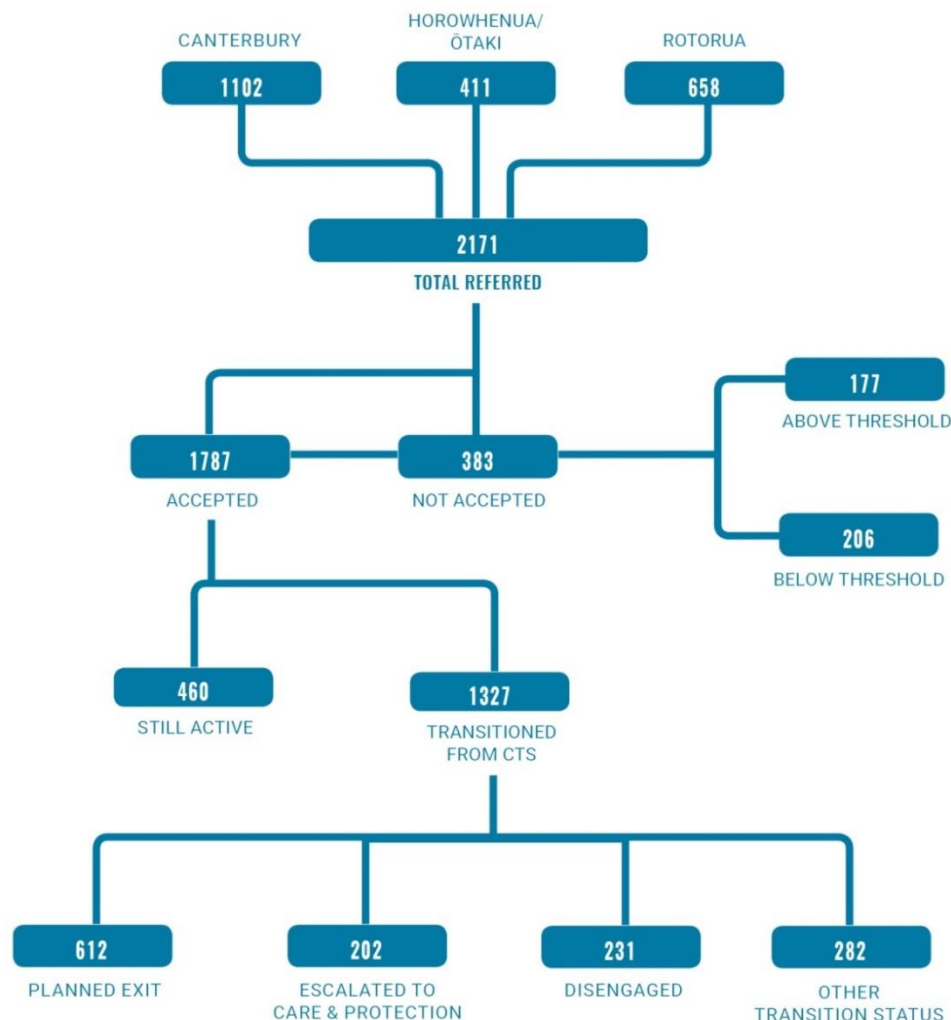 CANTERBURY
1102
HOROWHENUA/
ŌTAKI
411
ROTORUA
658
2171
TOTAL REFERRED
177
ABOVE THRESHOLD
1787
ACCEPTED
383
NOT ACCEPTED
206
BELOW THRESHOLD
460
STILL ACTIVE
1327
TRANSITIONED
FROM CTS
612
PLANNED EXIT
202
ESCALATED TO
CARE & PROTECTION
231
DISENGAGED
282
OTHER
TRANSITION STATUS